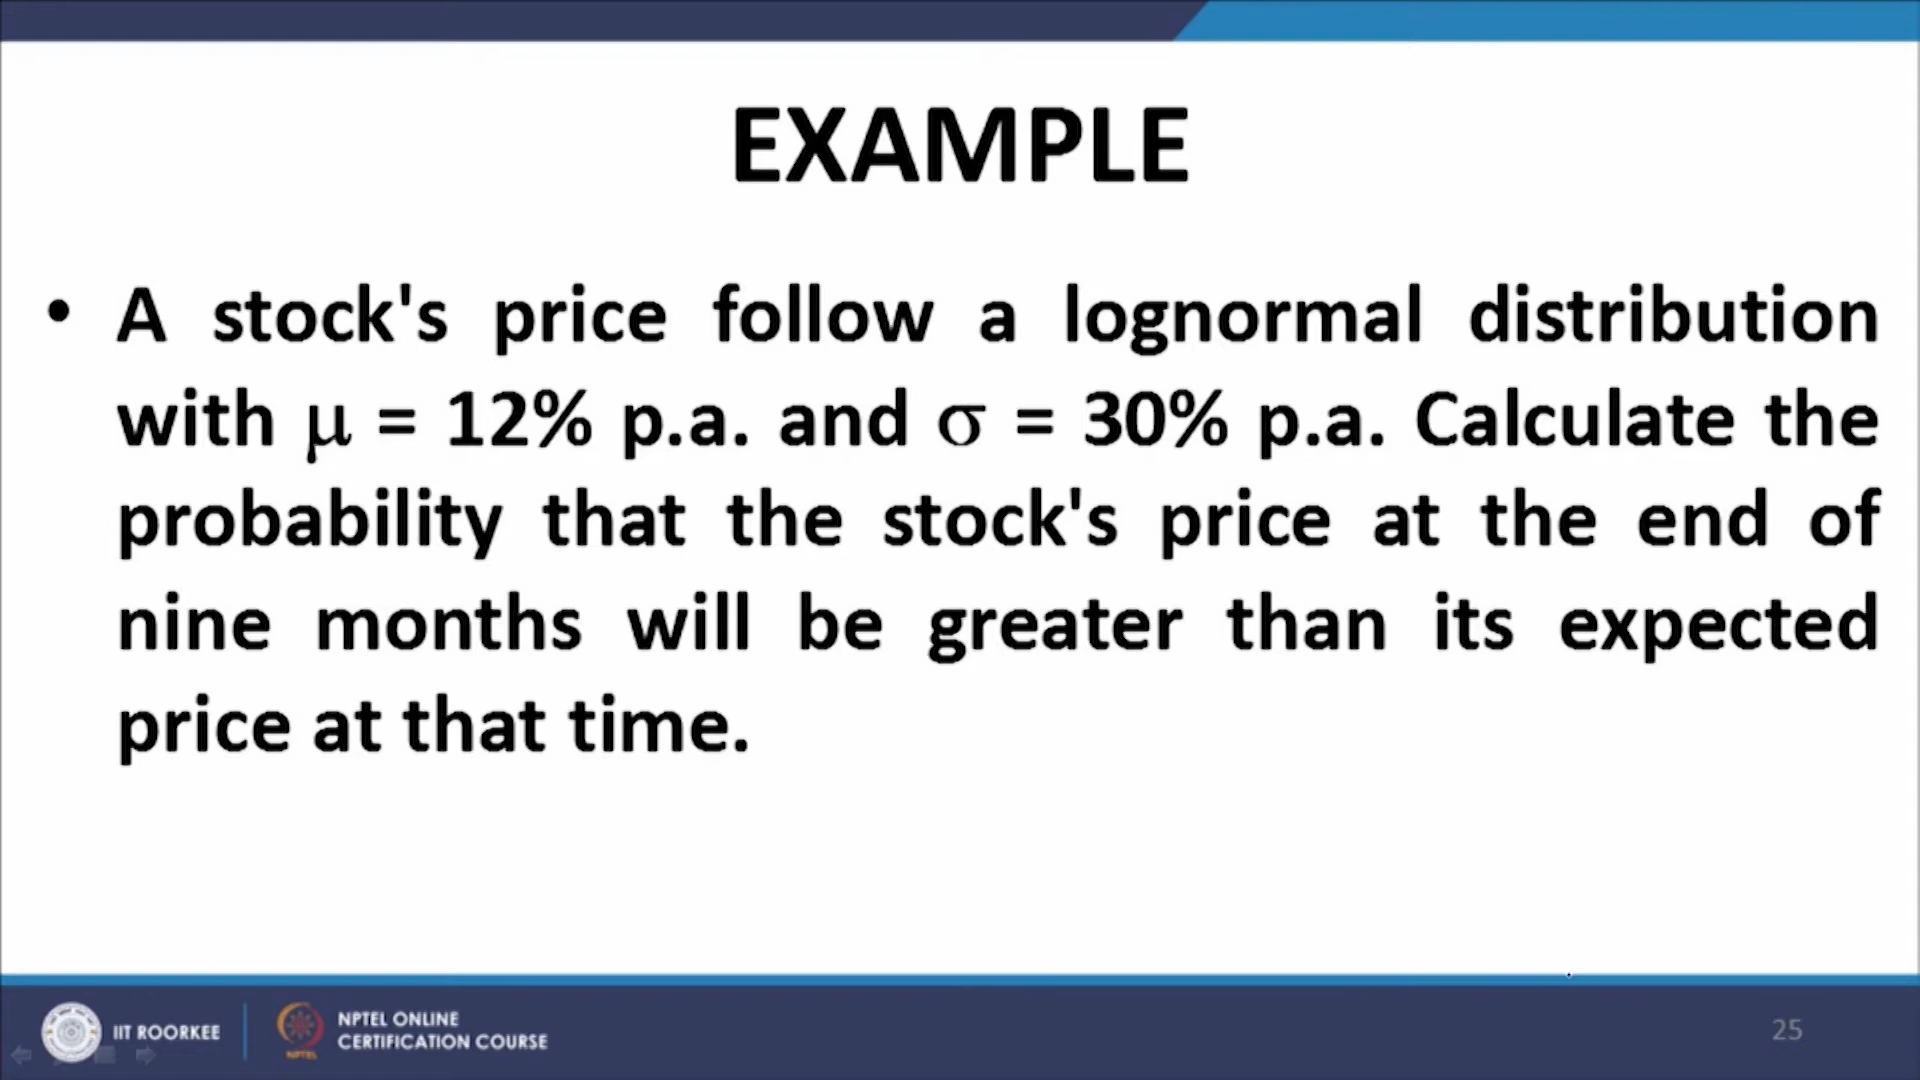 EXAMPLE
• A stock's price follow a lognormal distribution
with μ = 12% p.a. and σ = 30% p.a. Calculate the
probability that the stock's price at the end of
nine months will be greater than its expected
price at that time.
IIT ROORKEE
NPTEL
NPTEL ONLINE
CERTIFICATION COURSE
25